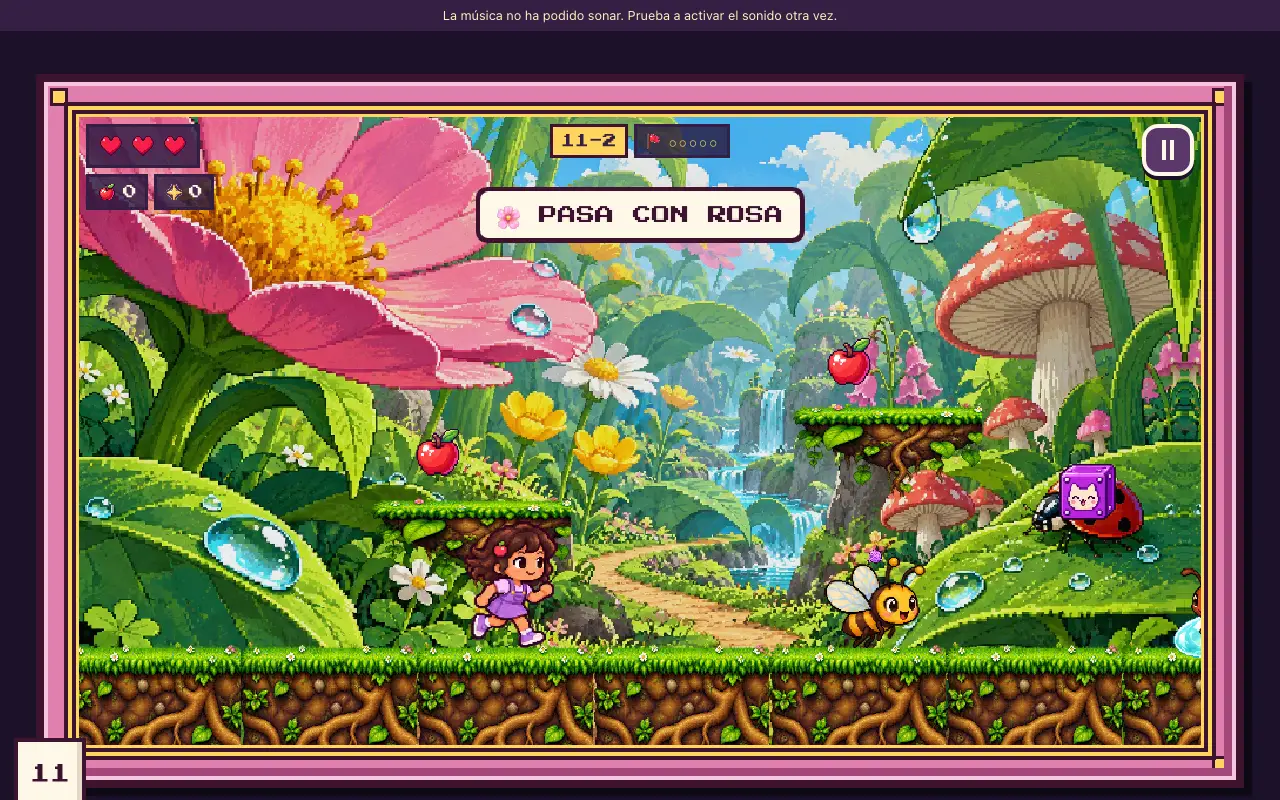 La música no ha podido sonar. Prueba a activar el sonido otra vez.
11-2
0 0
PASA CON ROSA
11